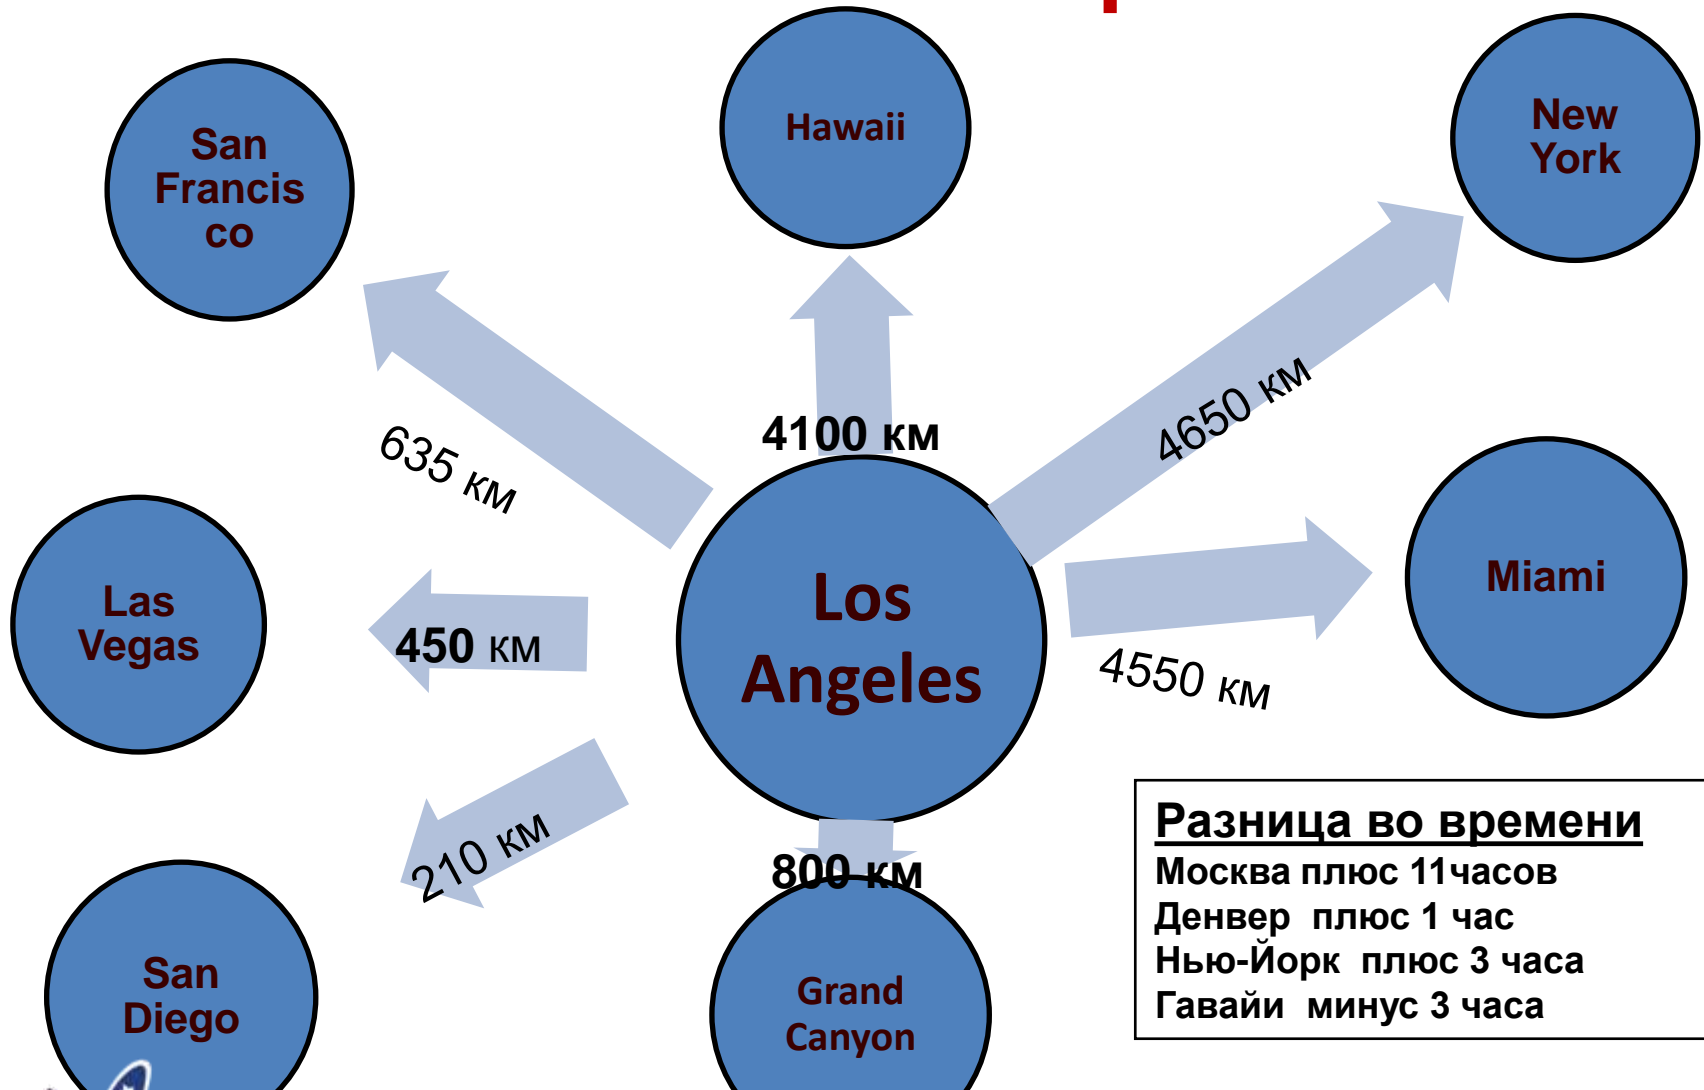 San
Francis
co
Hawaii
New
York
635 км
4100 км
4650 км
Las
Vegas
450 км
Los
Angeles
Miami
4550 км
210 км
800 км
San
Diego
Grand
Canyon
Разница во времени
Москва плюс 11часов
Денвер плюс 1 час
Нью-Йорк плюс 3 часа
Гавайи минус 3 часа